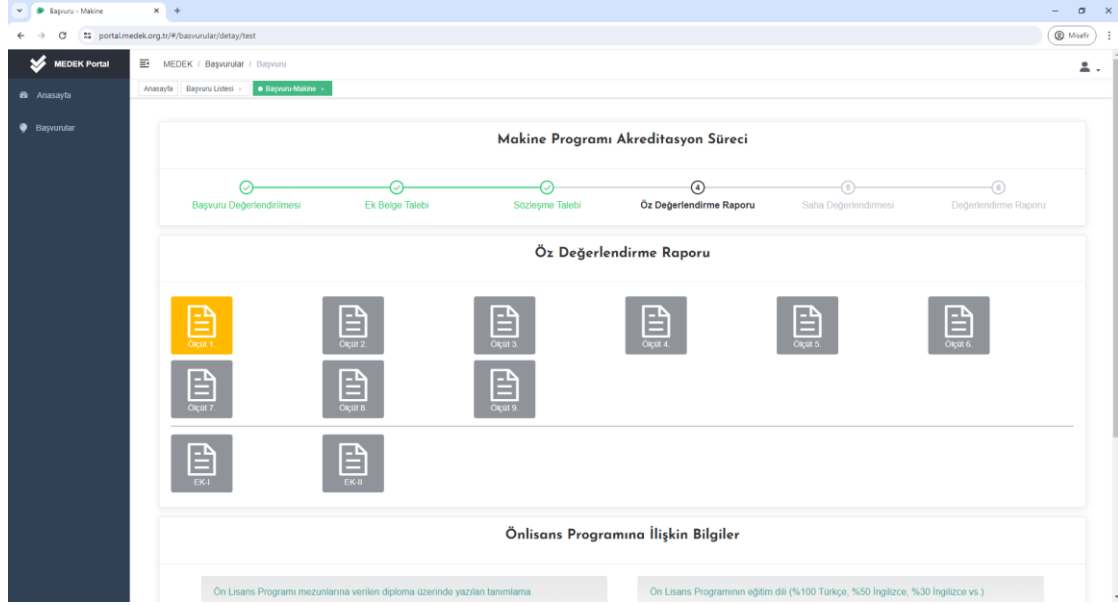 Başvuru - Makine
portal.medek.org.tr/#/basvurular/detay/test
Misafir
MEDEK Portal
MEDEK / Başvurular / Başvuru
Anasayfa
Başvurular
Anasayfa Başvuru Listesi × Başvuru-Makine ×
Makine Programı Akreditasyon Süreci
4 5 6
Başvuru Değerlendirilmesi Ek Belge Talebi Sözleşme Talebi Öz Değerlendirme Raporu Saha Değerlendirmesi Değerlendirme Raporu
Öz Değerlendirme Raporu
Ölçüt 1. Ölçüt 2. Ölçüt 3. Ölçüt 4. Ölçüt 5. Ölçüt 6.
Ölçüt 7. Ölçüt 8. Ölçüt 9.
EK-I EK-II
Önlisans Programına İlişkin Bilgiler
Ön Lisans Programı mezunlarına verilen diploma üzerinde yazılan tanımlama
Ön Lisans Programının eğitim dili (%100 Türkçe, %50 İngilizce, %30 İngilizce vs.)